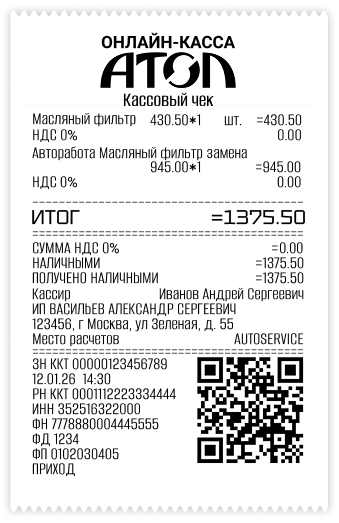 ОНЛАЙН-КАССА
АТОЛ
Кассовый чек
Масляный фильтр 430.50*1 шт. =430.50
НДС 0% 0.00
Авторабота Масляный фильтр замена
945.00*1 =945.00
НДС 0% 0.00
ИТОГ =1375.50
СУММА НДС 0% =0.00
НАЛИЧНЫМИ =1375.50
ПОЛУЧЕНО НАЛИЧНЫМИ =1375.50
Кассир Иванов Андрей Сергеевич
ИП ВАСИЛЬЕВ АЛЕКСАНДР СЕРГЕЕВИЧ
123456, г Москва, ул Зеленая, д. 55
Место расчетов AUTOSERVICE
ЗН ККТ 00000123456789
12.01.26 14:30
РН ККТ 0001112223334444
ИНН 352516322000
ФН 7778880004445555
ФД 1234
ФП 0102030405
ПРИХОД